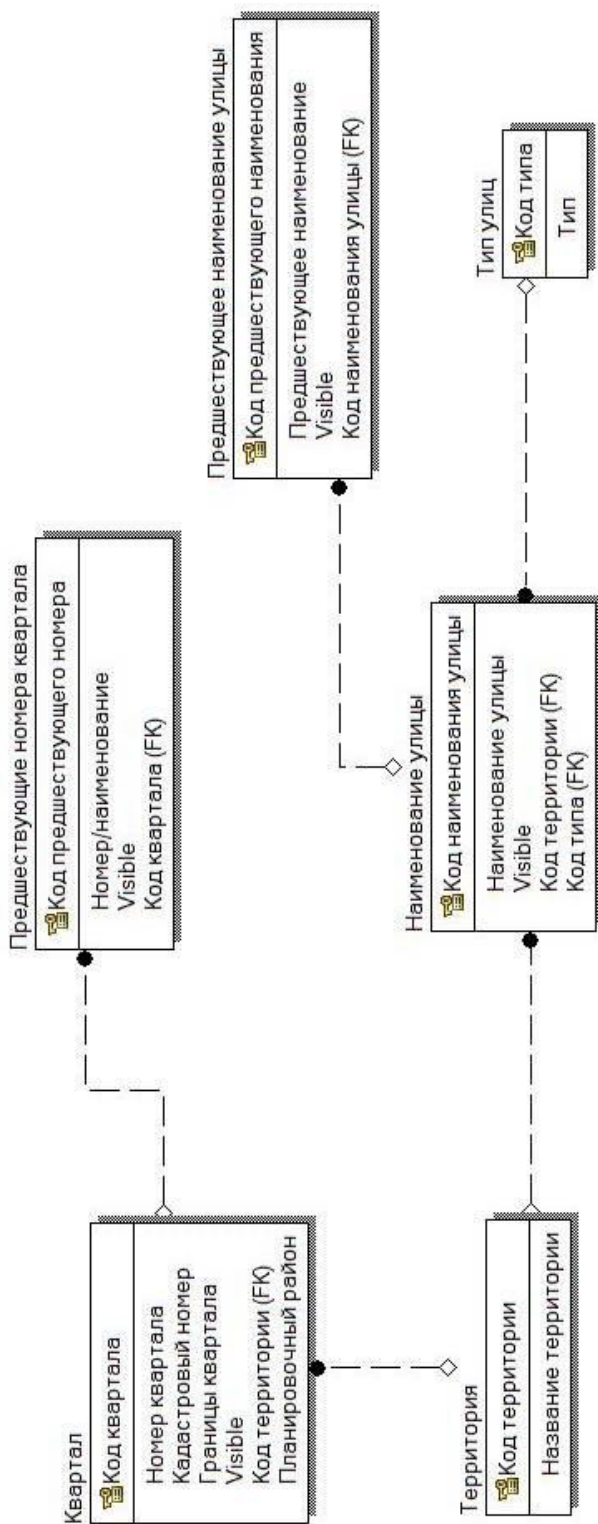 Квартал
Код квартала
Номер квартала
Кадастровый номер
Границы квартала
Visible
Код территории (FK)
Планировочный район
Предшествующие номера квартала
Код предшествующего номера
Номер/наименование
Visible
Код квартала (FK)
Предшествующее наименование улицы
Код предшествующего наименования
Предшествующее наименование
Visible
Код наименования улицы (FK)
Территория
Код территории
Название территории
Наименование улицы
Код наименования улицы
Наименование улицы
Visible
Код территории (FK)
Код типа (FK)
Тип улиц
Код типа
Тип